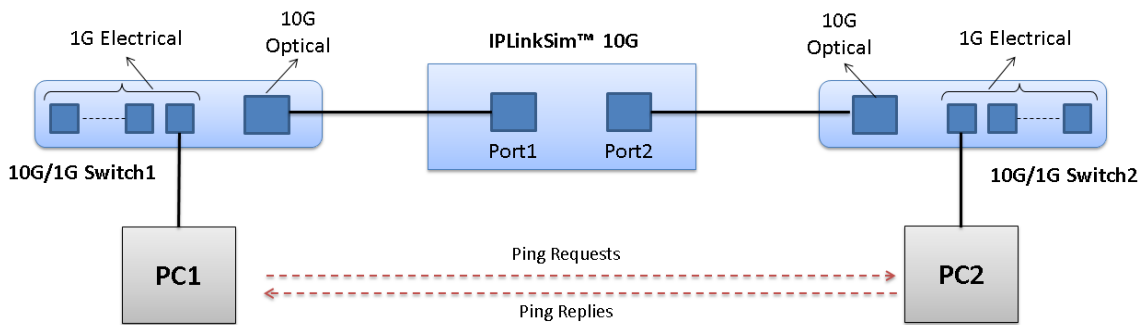 1G Electrical
10G
Optical
IPLinkSim™ 10G
10G
Optical
1G Electrical
Port1
Port2
10G/1G Switch1
10G/1G Switch2
PC1
Ping Requests
PC2
Ping Replies